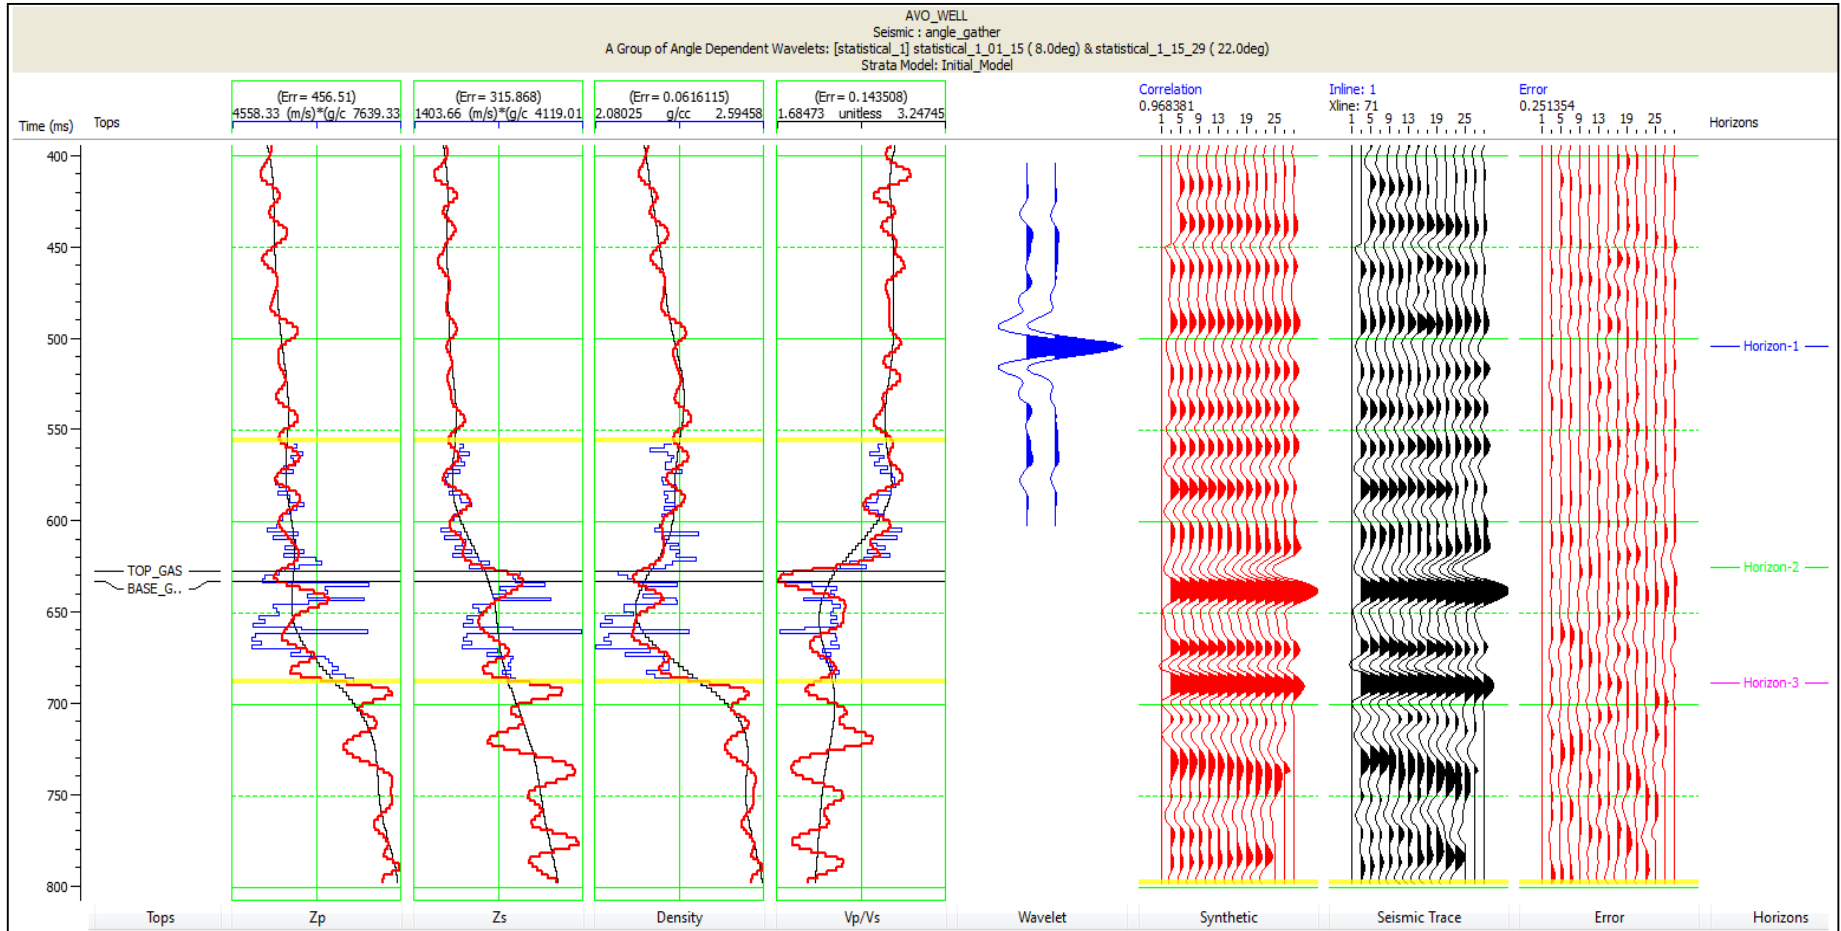 AVO_WELL
Seismic : angle_gather
A Group of Angle Dependent Wavelets: [statistical_1] statistical_1_01_15 ( 8.0deg) & statistical_1_15_29 ( 22.0deg)
Strata Model: Initial_Model
Time (ms) Tops
(Err= 456.51)
4558.33 (m/s)*(g/c 7639.33
(Err= 315.868)
1403.66 (m/s)*(g/c 4119.01
(Err= 0.0616115)
2.08025 g/cc 2.59458
(Err= 0.143508)
1.68473 unitless 3.24745
Correlation
0.968381
1 5 9 13 19 25
Inline: 1
Xline: 71
1 5 9 13 19 25
Error
0.251354
1 5 9 13 19 25
Horizons
400
450
500
550
600
650
700
750
800
TOP_GAS
BASE_G..
Horizon-1
Horizon-2
Horizon-3
Tops Zp Zs Density Vp/Vs Wavelet Synthetic Seismic Trace Error Horizons